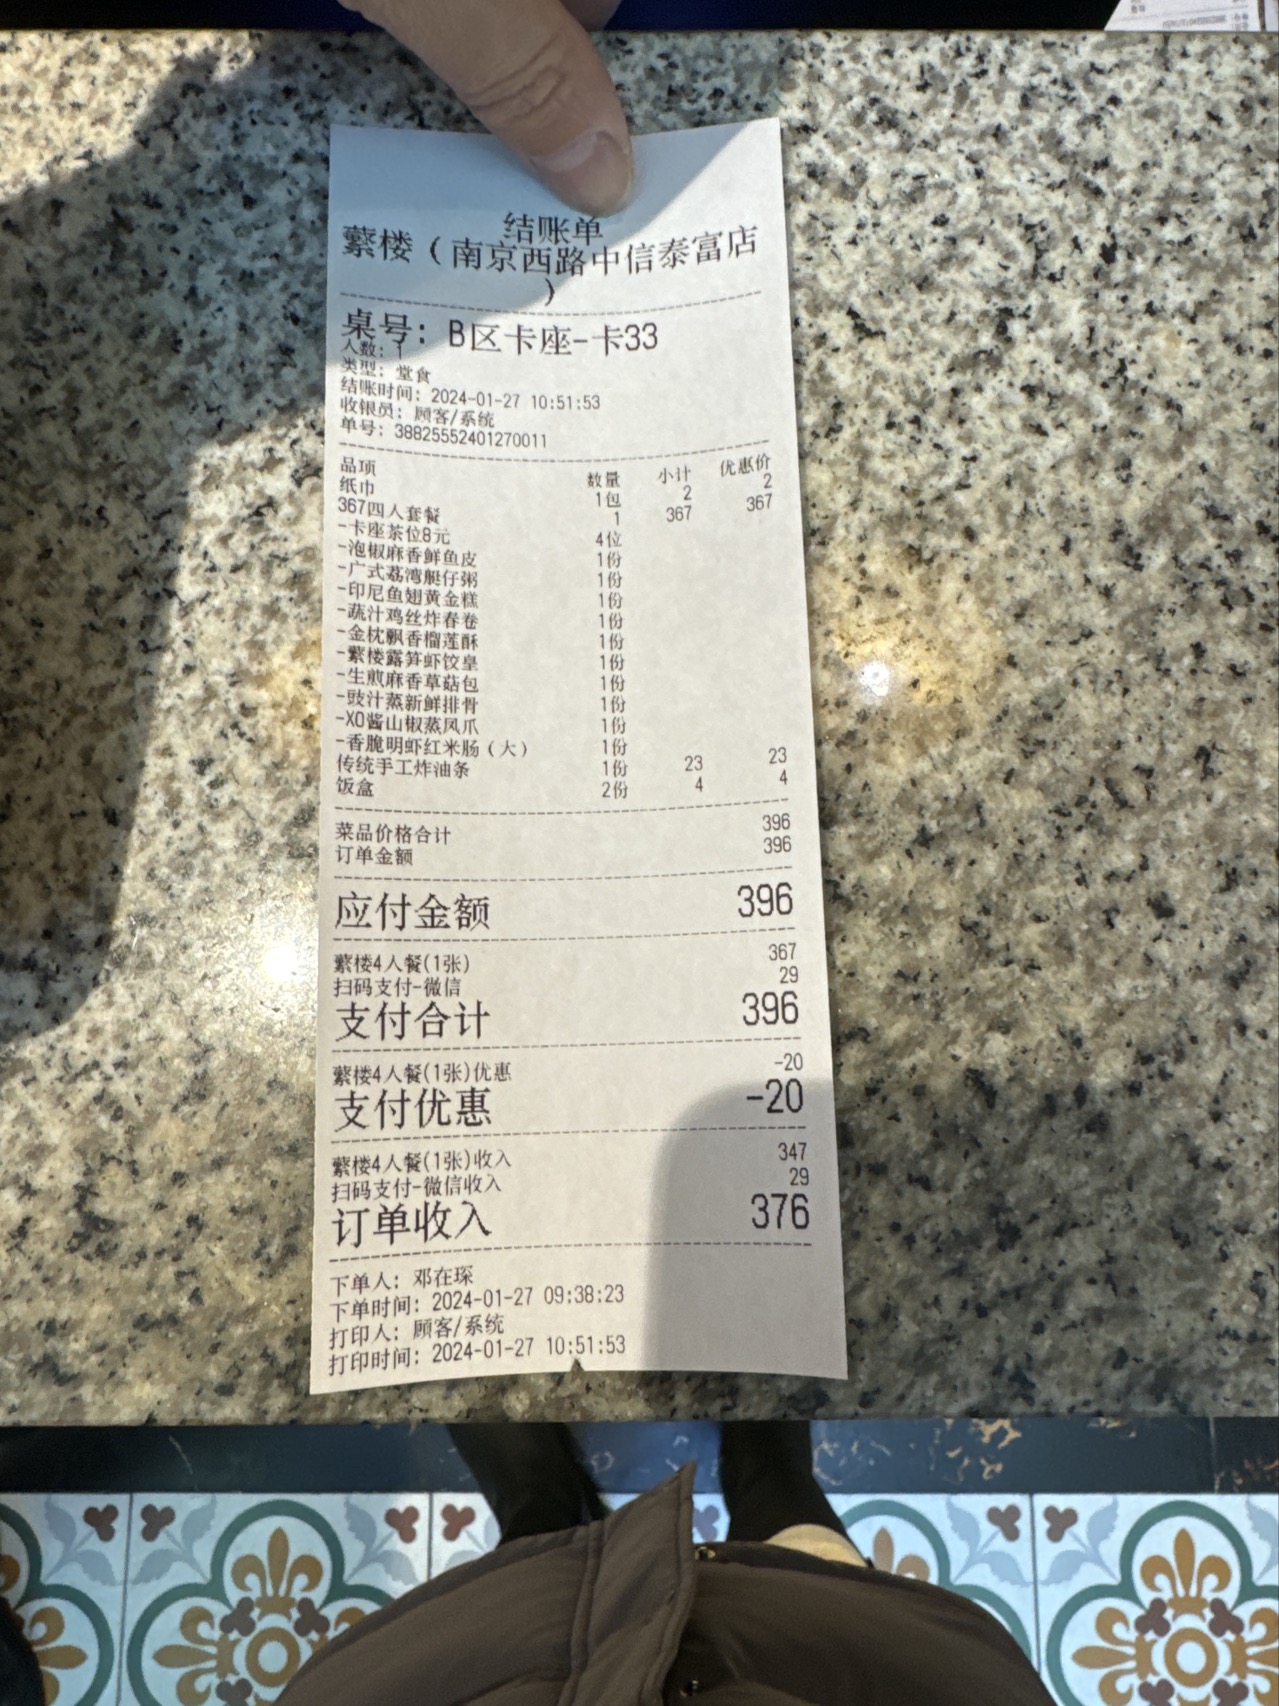 结账单
蘩楼（南京西路中信泰富店
）
桌号：B区卡座-卡33
人数：1
类型：堂食
结账时间：2024-01-27 10:51:53
收银员：顾客/系统
单号：38825552401270011
品项 数量 小计 优惠价
纸巾 1包 2 2
367四人套餐 1 367 367
-卡座茶位8元 4位
-泡椒麻香鲜鱼皮 1份
-广式荔湾艇仔粥 1份
-印尼鱼翅黄金糕 1份
-蔬汁鸡丝炸春卷 1份
-金枕飘香榴莲酥 1份
-蘩楼露笋虾饺皇 1份
-生煎麻香草菇包 1份
-豉汁蒸新鲜排骨 1份
-XO酱山椒蒸凤爪 1份
-香脆明虾红米肠（大） 1份
传统手工炸油条 1份 23 23
饭盒 2份 4 4
菜品价格合计 396
订单金额 396
应付金额 396
蘩楼4人餐(1张) 367
扫码支付-微信 29
支付合计 396
蘩楼4人餐(1张)优惠 -20
支付优惠 -20
蘩楼4人餐(1张)收入 347
扫码支付-微信收入 29
订单收入 376
下单人：邓在琛
下单时间：2024-01-27 09:38:23
打印人：顾客/系统
打印时间：2024-01-27 10:51:53